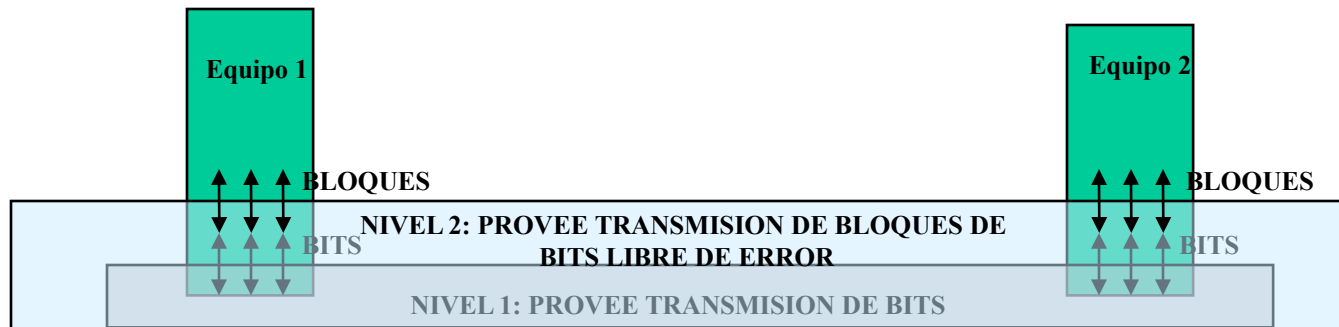 Equipo 1
Equipo 2
BLOQUES
BLOQUES
NIVEL 2: PROVEE TRANSMISION DE BLOQUES DE
BITS LIBRE DE ERROR
BITS
BITS
NIVEL 1: PROVEE TRANSMISION DE BITS